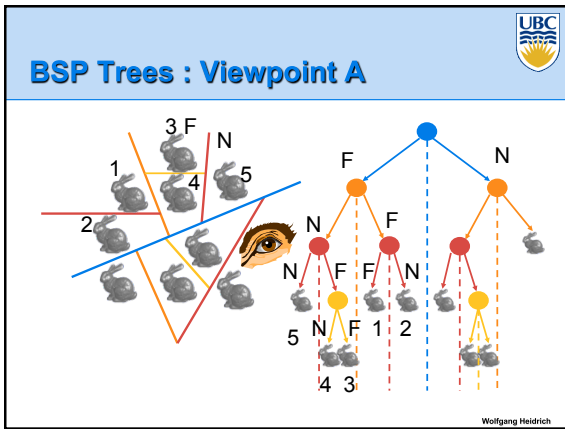 UBC
BSP Trees : Viewpoint A
3 F
N
1
4
5
2
F
N
N
F
N
F
F
N
5
N
F
1
2
4
3
Wolfgang Heidrich